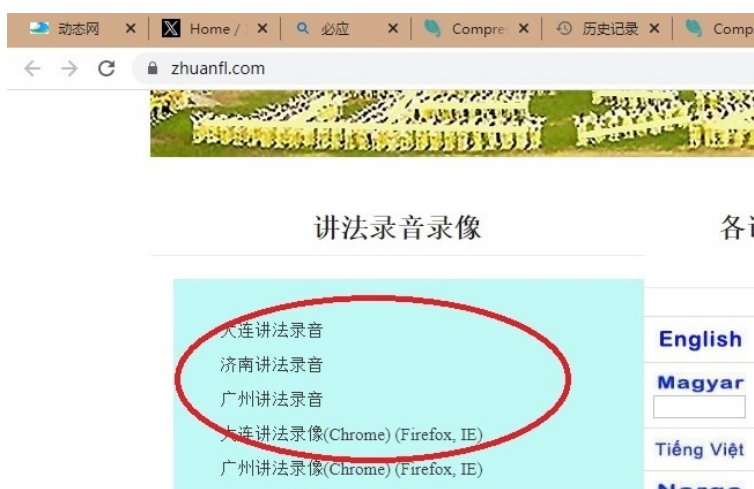 动态网 Home / 必应 Compre 历史记录 Comp
zhuanfl.com
讲法录音录像
各
大连讲法录音
济南讲法录音
广州讲法录音
大连讲法录像(Chrome) (Firefox, IE)
广州讲法录像(Chrome) (Firefox, IE)
English
Magyar
Tiếng Việt
Norge